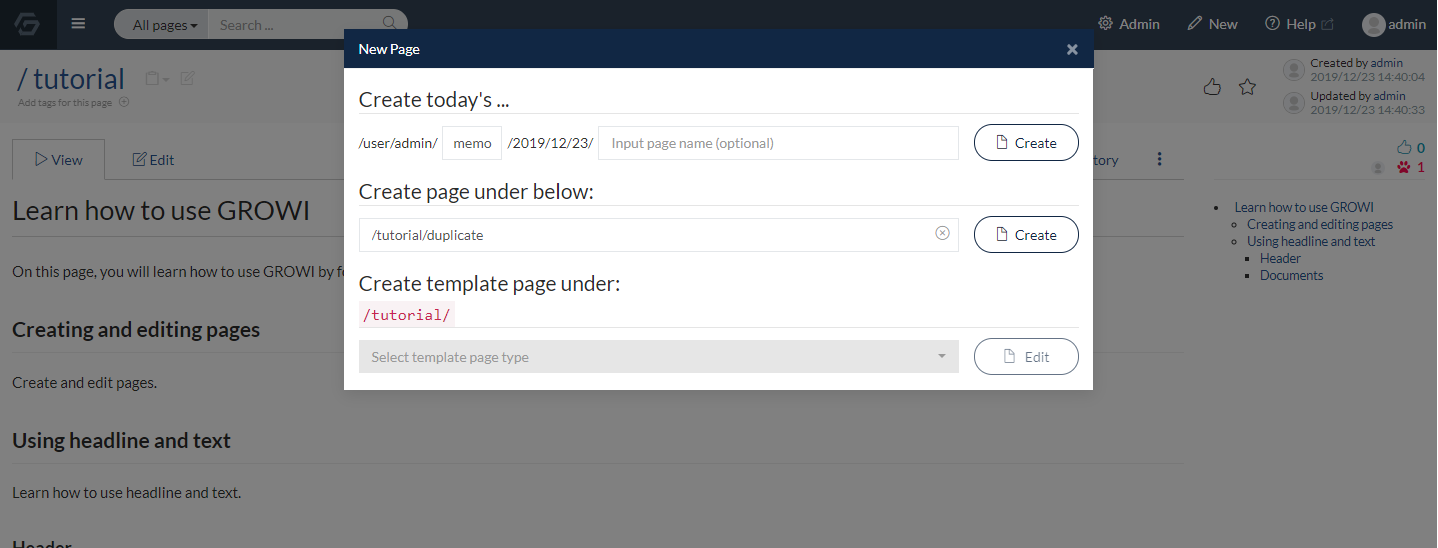 All pages Search ... Admin New Help admin
New Page ×
/ tutorial
Add tags for this page
Created by admin
2019/12/23 14:40:04
Updated by admin
2019/12/23 14:40:33
Create today's ...
/user/admin/ memo /2019/12/23/ Input page name (optional) Create
View Edit tory
0
1
Create page under below:
/tutorial/duplicate Create
Create template page under:
/tutorial/
Select template page type Edit
Learn how to use GROWI
On this page, you will learn how to use GROWI by f
Creating and editing pages
Create and edit pages.
Using headline and text
Learn how to use headline and text.
Header
Learn how to use GROWI
Creating and editing pages
Using headline and text
Header
Documents